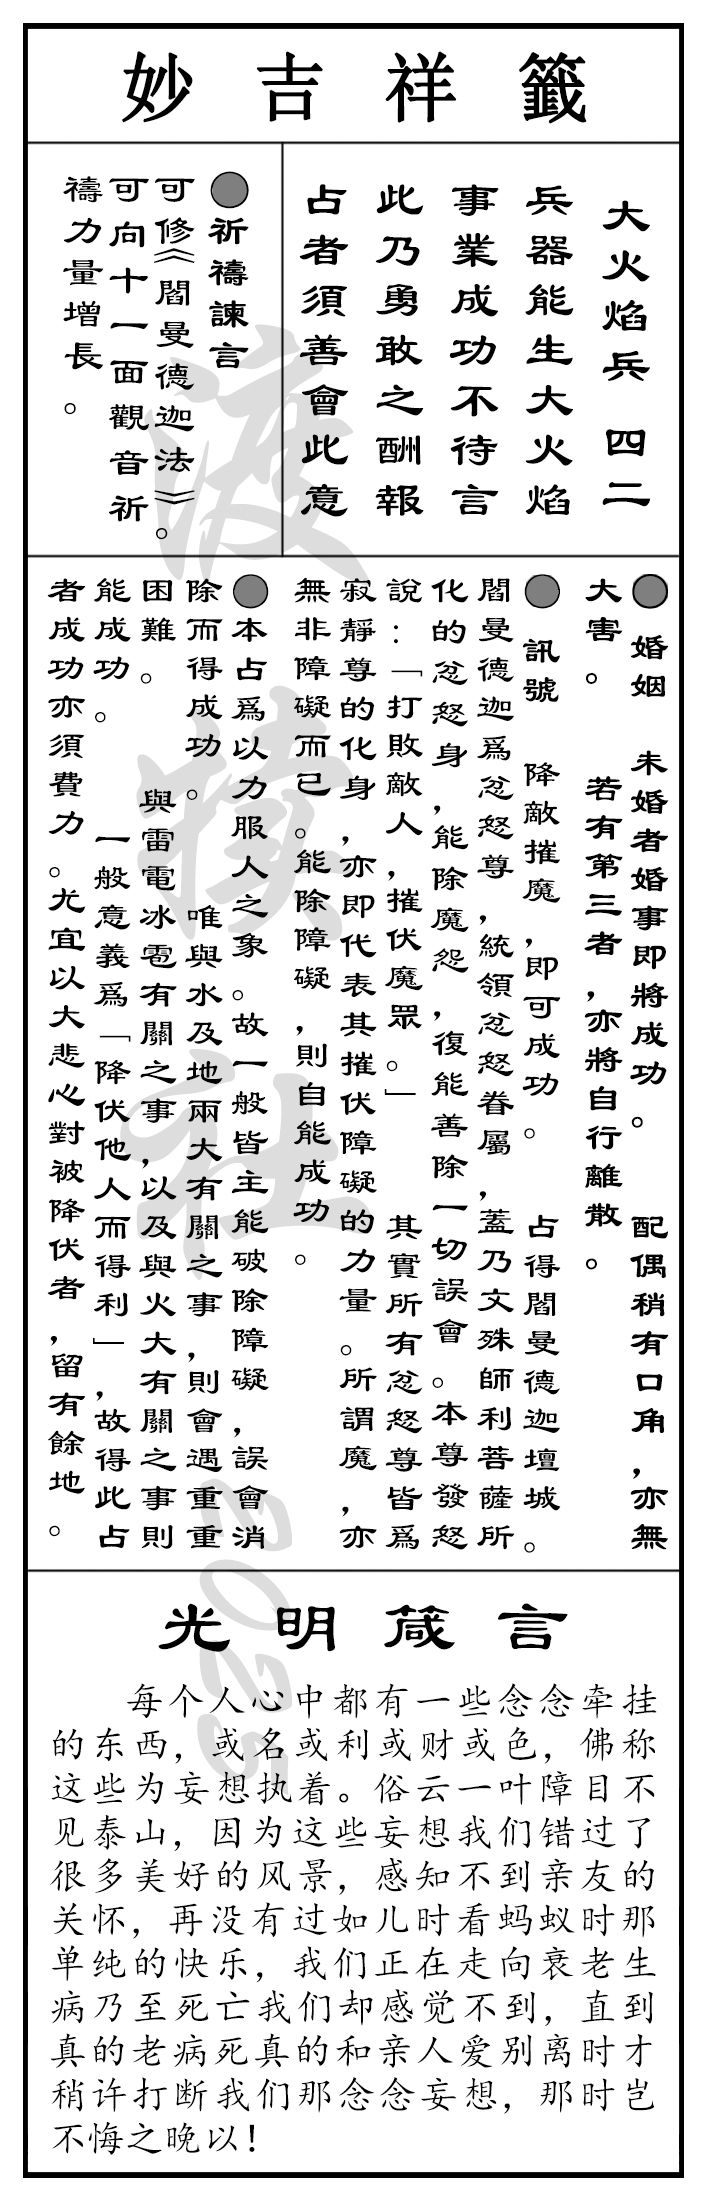 妙吉祥籤
大火焰兵 四二
兵器能生大火焰
事業成功不待言
此乃勇敢之酬報
占者須善會此意
●祈禱諫言
可修《閻曼德迦法》。
可向十一面觀音祈
禱力量增長。
●婚姻 未婚者婚事即將成功。 配偶稍有口角，亦無
大害。 若有第三者，亦將自行離散。
●訊號 降敵摧魔，即可成功。 占得閻曼德迦壇城。
閻曼德迦爲忿怒尊，統領忿怒眷屬，蓋乃文殊師利菩薩所
化的忿怒身，能除魔怨，復能善除一切誤會。本尊發怒
說：「打敗敵人，摧伏魔眾。」 其實所有忿怒尊皆爲
寂靜尊的化身，亦即代表其摧伏障礙的力量。所謂魔，亦
無非障礙而已。能除障礙，則自能成功。
●本占爲以力服人之象。故一般皆主能破除障礙，誤會消
除而得成功。 唯與水及地兩大有關之事，則會遇重重
困難。 與雷電冰雹有關之事，以及與火大有關之事則
能成功。 一般意義爲「降伏他人而得利」，故得此占
者成功亦須費力。尤宜以大悲心對被降伏者，留有餘地。
光明箴言
每个人心中都有一些念念牵挂
的东西，或名或利或财或色，佛称
这些为妄想执着。俗云一叶障目不
见泰山，因为这些妄想我们错过了
很多美好的风景，感知不到亲友的
关怀，再没有过如儿时看蚂蚁时那
单纯的快乐，我们正在走向衰老生
病乃至死亡我们却感觉不到，直到
真的老病死真的和亲人爱别离时才
稍许打断我们那念念妄想，那时岂
不悔之晚以！
渡犊社2025